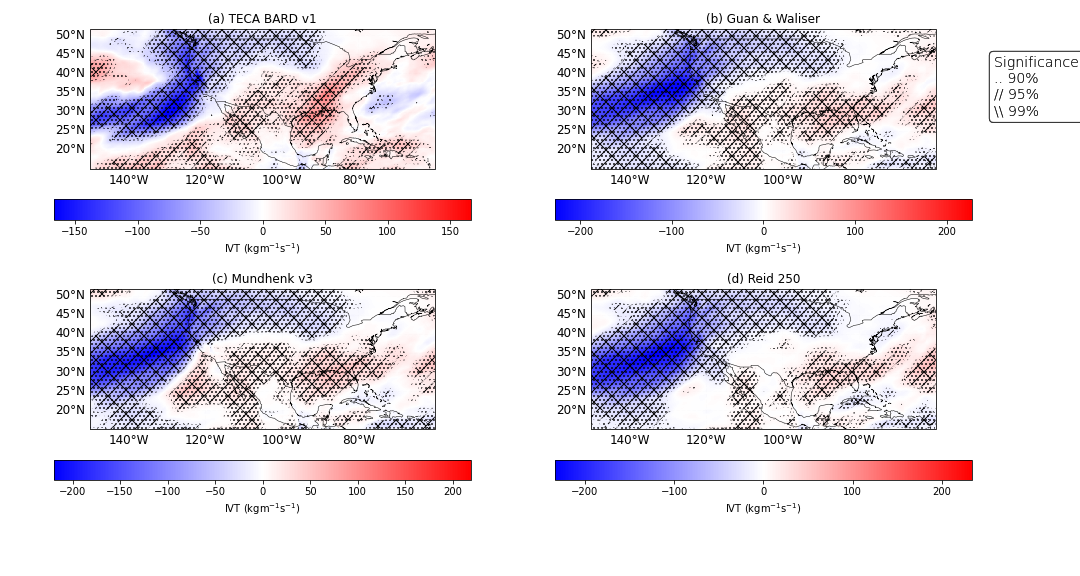 (a) TECA BARD v1
50°N
45°N
40°N
35°N
30°N
25°N
20°N
140°W 120°W 100°W 80°W
−150 −100 −50 0 50 100 150
IVT (kgm⁻¹s⁻¹)
(b) Guan & Waliser
50°N
45°N
40°N
35°N
30°N
25°N
20°N
140°W 120°W 100°W 80°W
−200 −100 0 100 200
IVT (kgm⁻¹s⁻¹)
Significance
.. 90%
// 95%
\\ 99%
(c) Mundhenk v3
50°N
45°N
40°N
35°N
30°N
25°N
20°N
140°W 120°W 100°W 80°W
−200 −150 −100 −50 0 50 100 150 200
IVT (kgm⁻¹s⁻¹)
(d) Reid 250
50°N
45°N
40°N
35°N
30°N
25°N
20°N
140°W 120°W 100°W 80°W
−200 −100 0 100 200
IVT (kgm⁻¹s⁻¹)